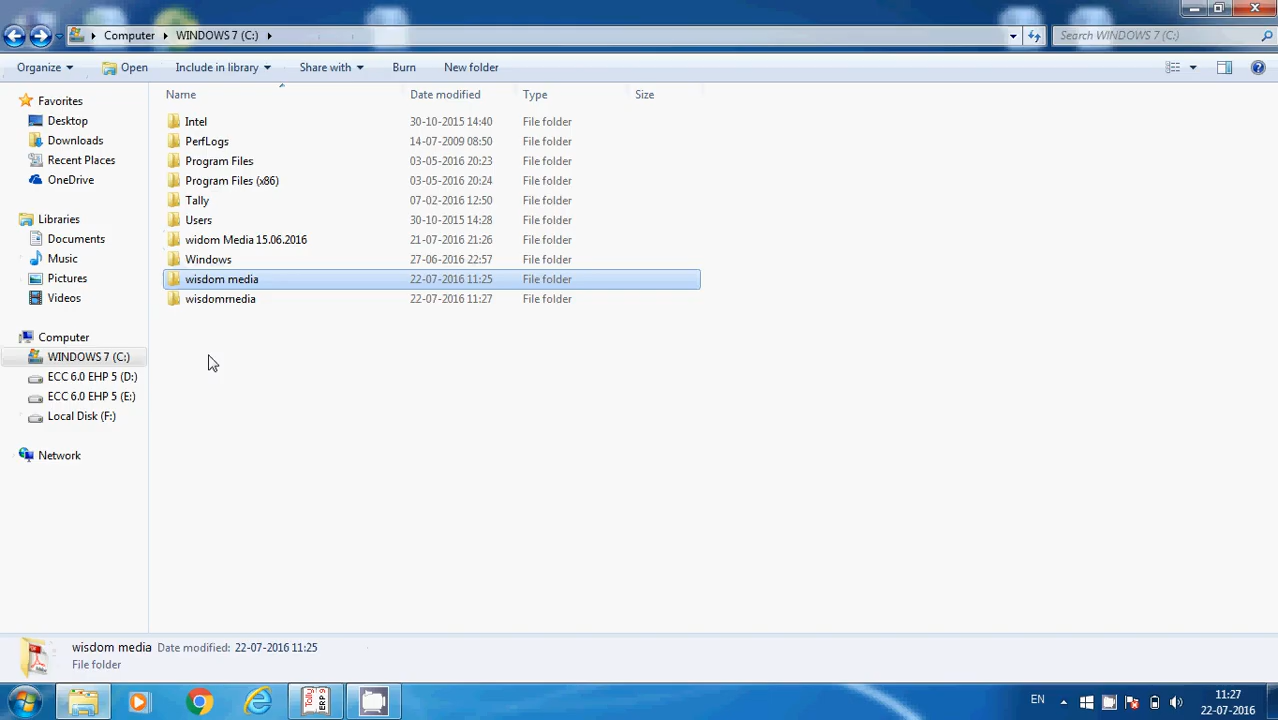 Computer WINDOWS 7 (C:) Search WINDOWS 7 (C:)
Organize Open Include in library Share with Burn New folder
Favorites
Desktop
Downloads
Recent Places
OneDrive
Libraries
Documents
Music
Pictures
Videos
Computer
WINDOWS 7 (C:)
ECC 6.0 EHP 5 (D:)
ECC 6.0 EHP 5 (E:)
Local Disk (F:)
Network
Name Date modified Type Size
Intel 30-10-2015 14:40 File folder
PerfLogs 14-07-2009 08:50 File folder
Program Files 03-05-2016 20:23 File folder
Program Files (x86) 03-05-2016 20:24 File folder
Tally 07-02-2016 12:50 File folder
Users 30-10-2015 14:28 File folder
widom Media 15.06.2016 21-07-2016 21:26 File folder
Windows 27-06-2016 22:57 File folder
wisdom media 22-07-2016 11:25 File folder
wisdommedia 22-07-2016 11:27 File folder
wisdom media Date modified: 22-07-2016 11:25
File folder
Tally ERP 9
EN 11:27
22-07-2016